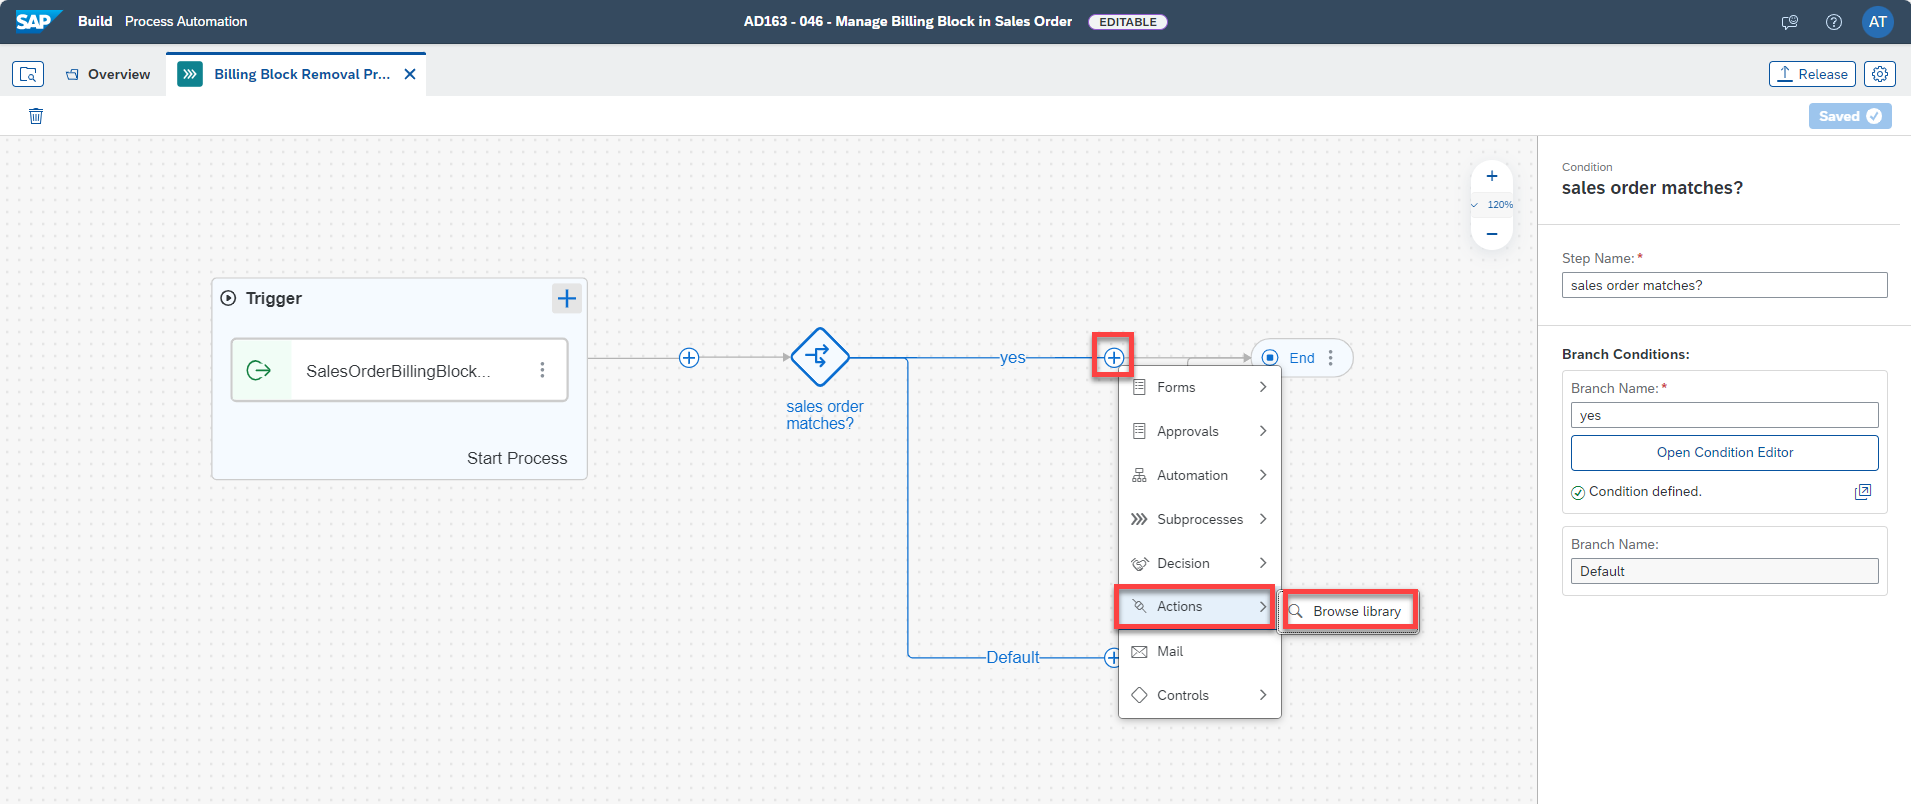 SAP Build Process Automation
AD163 - 046 - Manage Billing Block in Sales Order EDITABLE
AT
Overview
Billing Block Removal Pr...
Release
Saved
120%
Trigger
SalesOrderBillingBlock...
Start Process
sales order
matches?
yes
End
Default
Forms
Approvals
Automation
Subprocesses
Decision
Actions
Browse library
Mail
Controls
Condition
sales order matches?
Step Name: *
sales order matches?
Branch Conditions:
Branch Name: *
yes
Open Condition Editor
Condition defined.
Branch Name:
Default